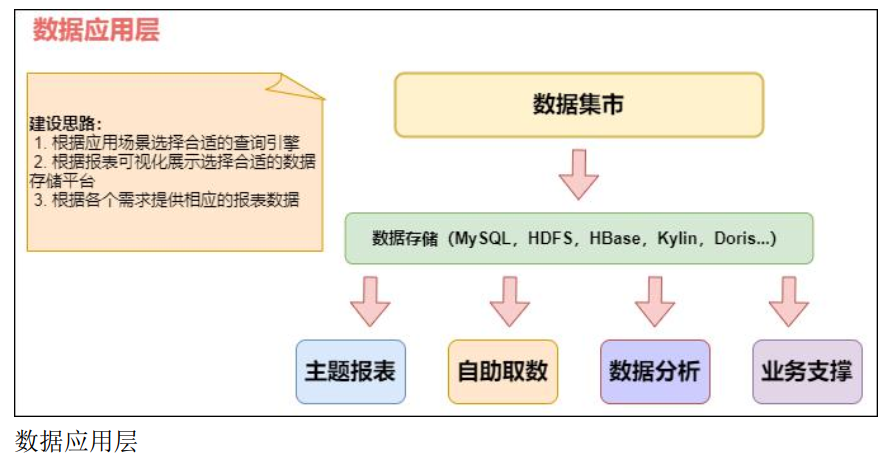 数据应用层
建设思路：
1. 根据应用场景选择合适的查询引擎
2. 根据报表可视化展示选择合适的数据
存储平台
3. 根据各个需求提供相应的报表数据
数据集市
数据存储（MySQL，HDFS，HBase，Kylin，Doris...）
主题报表
自助取数
数据分析
业务支撑
数据应用层